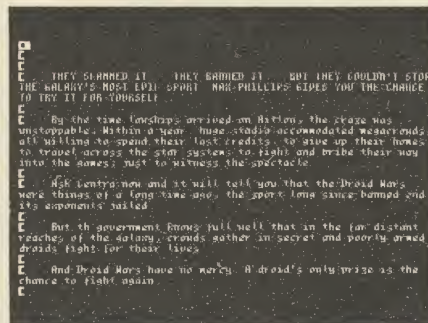 THEY SLAMMED IT THEY BANNED IT BUT THEY COULDN'T STOP
THE GALAXY'S MOST EVIL SPORT MAX PHILLIPS GIVES YOU THE CHANCE
TO TRY IT FOR YOURSELF
By the time Lonships arrived on the craze was
unstoppable. Within a year huge stadia accommodated megacrowds
all willing to spend their last credits, to give up their homes
to travel across the star system, to fight and bribe their way
into the games; just to witness the spectacle
Ask Centra now and it will tell you that the Droid Wars
were things of a long time ago, the sport long since banned and
its exponents jailed
But th government knows full well that in the far distant
reaches of the galaxy, crowds gather in secret and poorly armed
droids fight for their lives
And Droid Wars have no mercy. A droid's only prize is the
chance to fight again